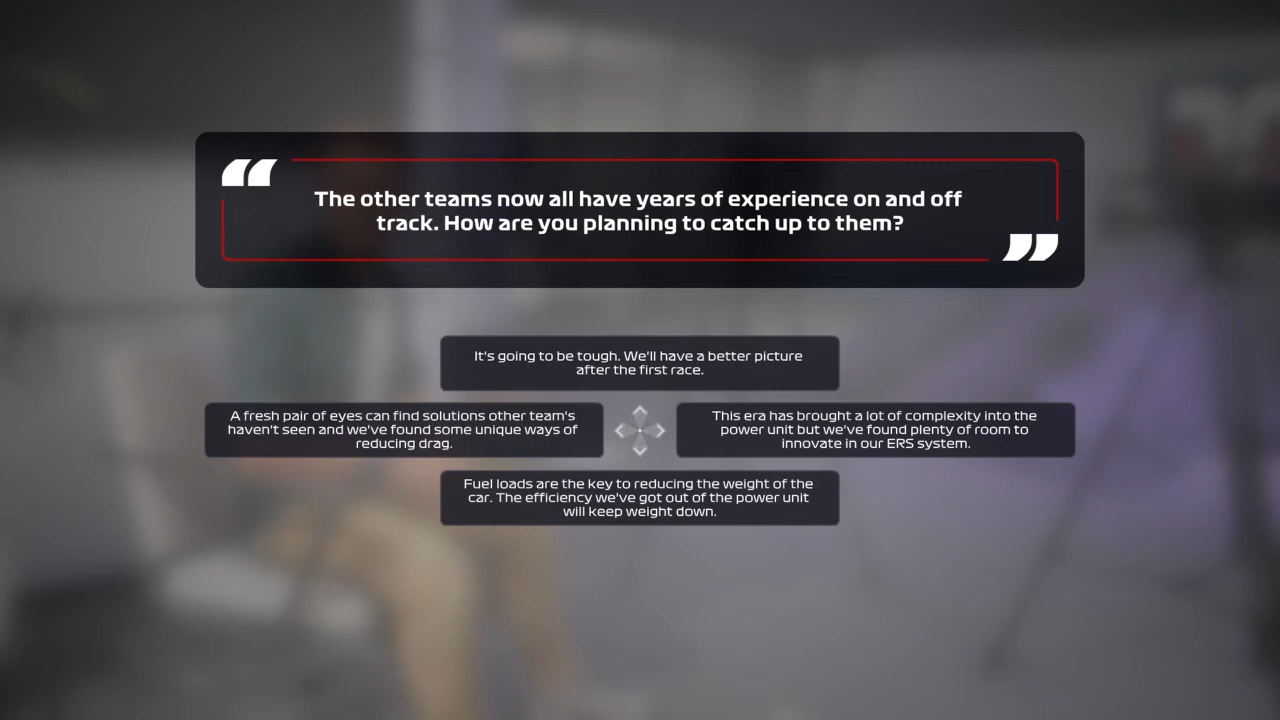 The other teams now all have years of experience on and off
track. How are you planning to catch up to them?
It's going to be tough. We'll have a better picture
after the first race.
A fresh pair of eyes can find solutions other team's
haven't seen and we've found some unique ways of
reducing drag.
This era has brought a lot of complexity into the
power unit but we've found plenty of room to
innovate in our ERS system.
Fuel loads are the key to reducing the weight of the
car. The efficiency we've got out of the power unit
will keep weight down.